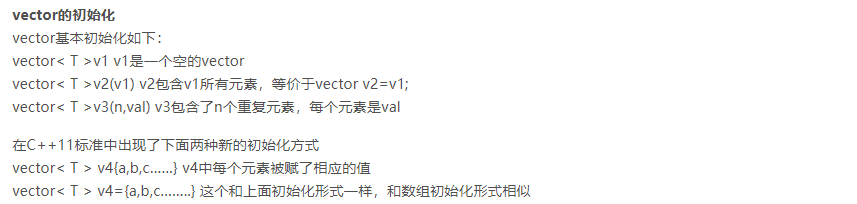 vector的初始化
vector基本初始化如下：
vector< T >v1 v1是一个空的vector
vector< T >v2(v1) v2包含v1所有元素，等价于vector v2=v1;
vector< T >v3(n,val) v3包含了n个重复元素，每个元素是val
在C++11标准中出现了下面两种新的初始化方式
vector< T > v4{a,b,c……} v4中每个元素被赋了相应的值
vector< T > v4={a,b,c........} 这个和上面初始化形式一样，和数组初始化形式相似